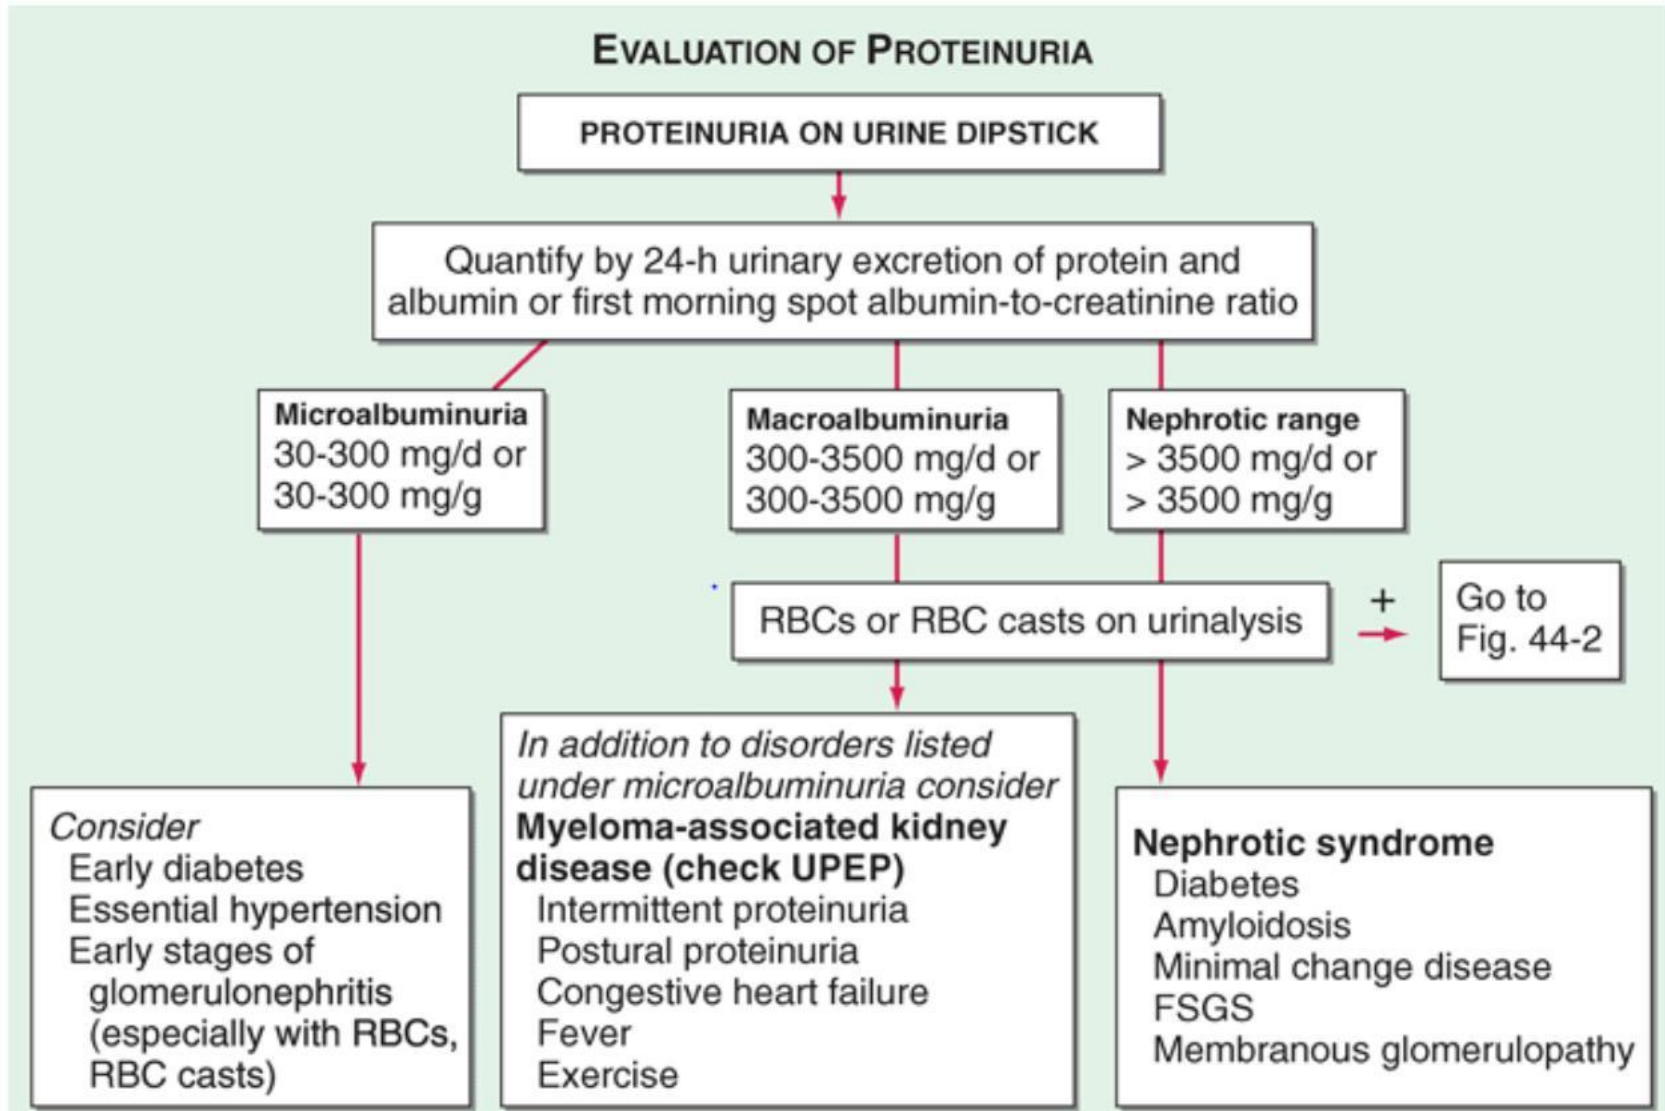 EVALUATION OF PROTEINURIA
PROTEINURIA ON URINE DIPSTICK
Quantify by 24-h urinary excretion of protein and
albumin or first morning spot albumin-to-creatinine ratio
Microalbuminuria
30-300 mg/d or
30-300 mg/g
Macroalbuminuria
300-3500 mg/d or
300-3500 mg/g
Nephrotic range
> 3500 mg/d or
> 3500 mg/g
RBCs or RBC casts on urinalysis
+
Go to
Fig. 44-2
Consider
Early diabetes
Essential hypertension
Early stages of
glomerulonephritis
(especially with RBCs,
RBC casts)
In addition to disorders listed
under microalbuminuria consider
Myeloma-associated kidney
disease (check UPEP)
Intermittent proteinuria
Postural proteinuria
Congestive heart failure
Fever
Exercise
Nephrotic syndrome
Diabetes
Amyloidosis
Minimal change disease
FSGS
Membranous glomerulopathy